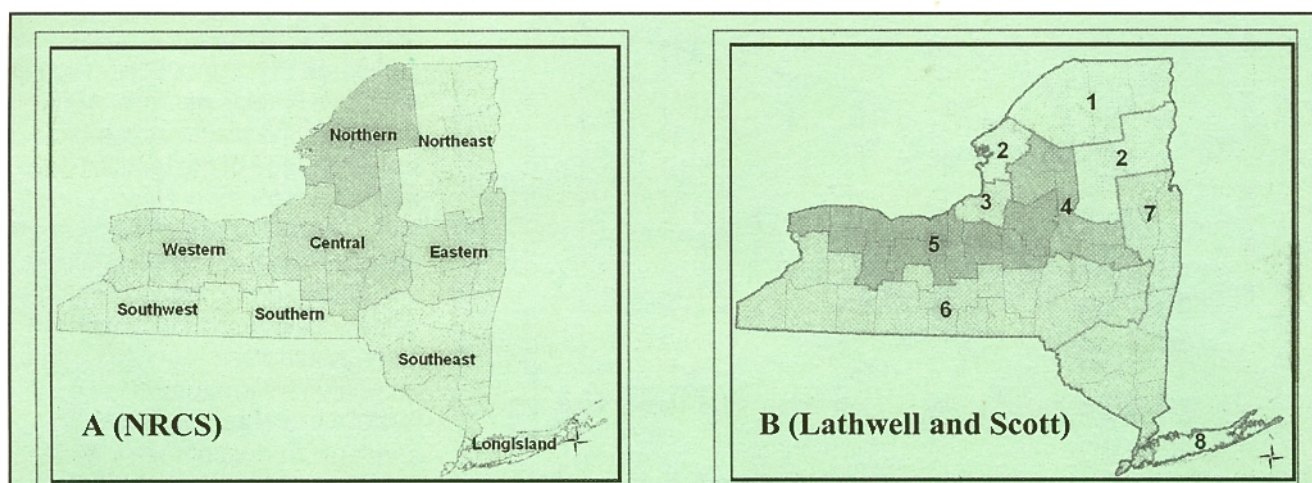 Northern
Northeast
Western
Central
Eastern
Southwest
Southern
Southeast
A (NRCS)
LongIsland
1
2
2
3
4
7
5
6
B (Lathwell and Scott)
8